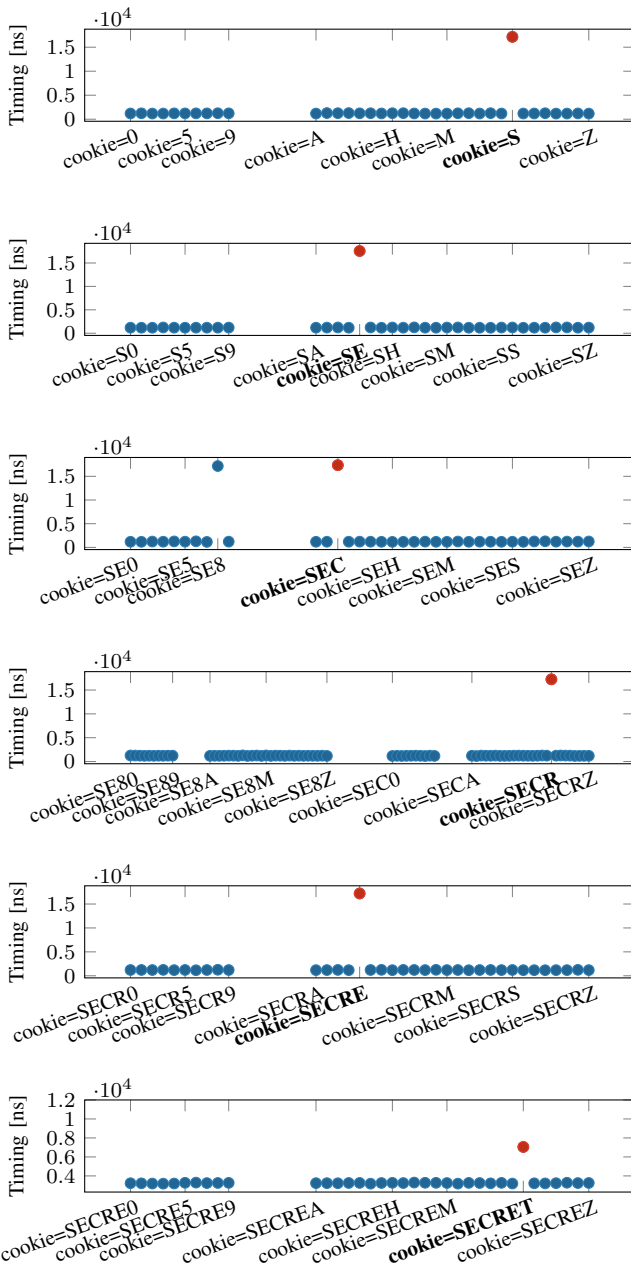 ·10^4
Timing [ns]
1.5
1
0.5
0
cookie=0
cookie=5
cookie=9
cookie=A
cookie=H
cookie=M
cookie=S
cookie=Z
·10^4
Timing [ns]
1.5
1
0.5
0
cookie=S0
cookie=S5
cookie=S9
cookie=SA
cookie=SE
cookie=SH
cookie=SM
cookie=SS
cookie=SZ
·10^4
Timing [ns]
1.5
1
0.5
0
cookie=SE0
cookie=SE5
cookie=SE8
cookie=SEC
cookie=SEH
cookie=SEM
cookie=SES
cookie=SEZ
·10^4
Timing [ns]
1.5
1
0.5
0
cookie=SE80
cookie=SE89
cookie=SE8A
cookie=SE8M
cookie=SE8Z
cookie=SEC0
cookie=SECA
cookie=SECR
cookie=SECRZ
·10^4
Timing [ns]
1.5
1
0.5
0
cookie=SECR0
cookie=SECR5
cookie=SECR9
cookie=SECRA
cookie=SECRE
cookie=SECRM
cookie=SECRS
cookie=SECRZ
·10^4
Timing [ns]
1.2
1
0.8
0.6
0.4
cookie=SECRE0
cookie=SECRE5
cookie=SECRE9
cookie=SECREA
cookie=SECREH
cookie=SECREM
cookie=SECRET
cookie=SECREZ